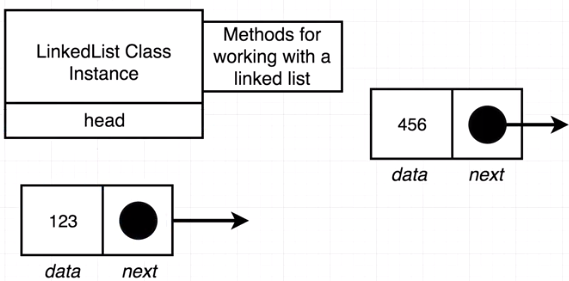 LinkedList Class
Instance
head
Methods for
working with a
linked list
456
data next
123
data next